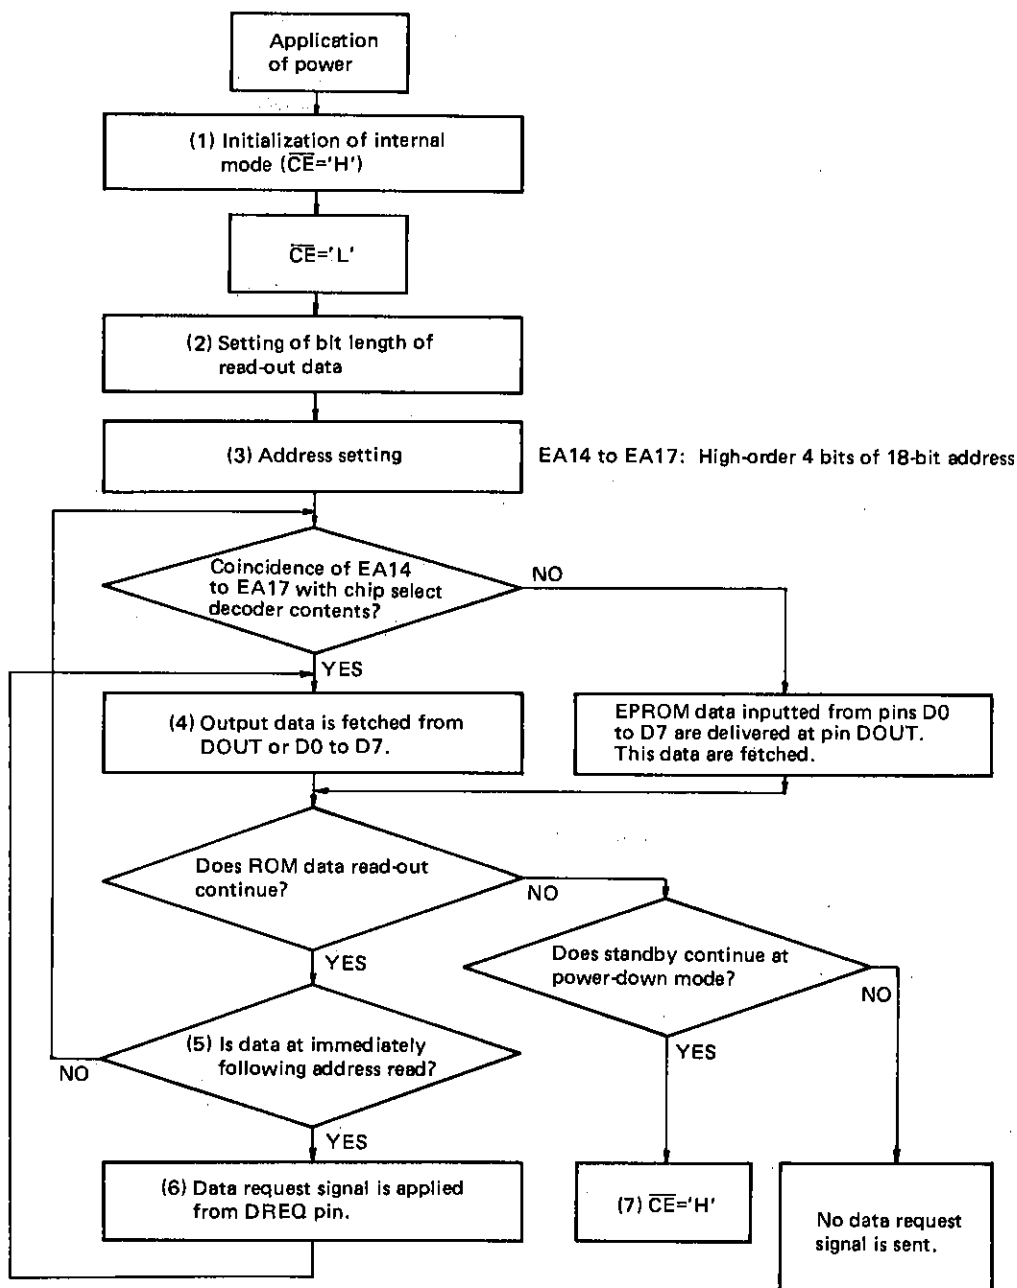 Application
of power
(1) Initialization of internal
mode (C̅E̅='H')
C̅E̅='L'
(2) Setting of bit length of
read-out data
(3) Address setting
EA14 to EA17: High-order 4 bits of 18-bit address
Coincidence of EA14
to EA17 with chip select
decoder contents?
NO
YES
(4) Output data is fetched from
DOUT or D0 to D7.
EPROM data inputted from pins D0
to D7 are delivered at pin DOUT.
This data are fetched.
Does ROM data read-out
continue?
NO
YES
Does standby continue at
power-down mode?
NO
YES
(5) Is data at immediately
following address read?
NO
YES
(6) Data request signal is applied
from DREQ pin.
(7) C̅E̅='H'
No data request
signal is sent.